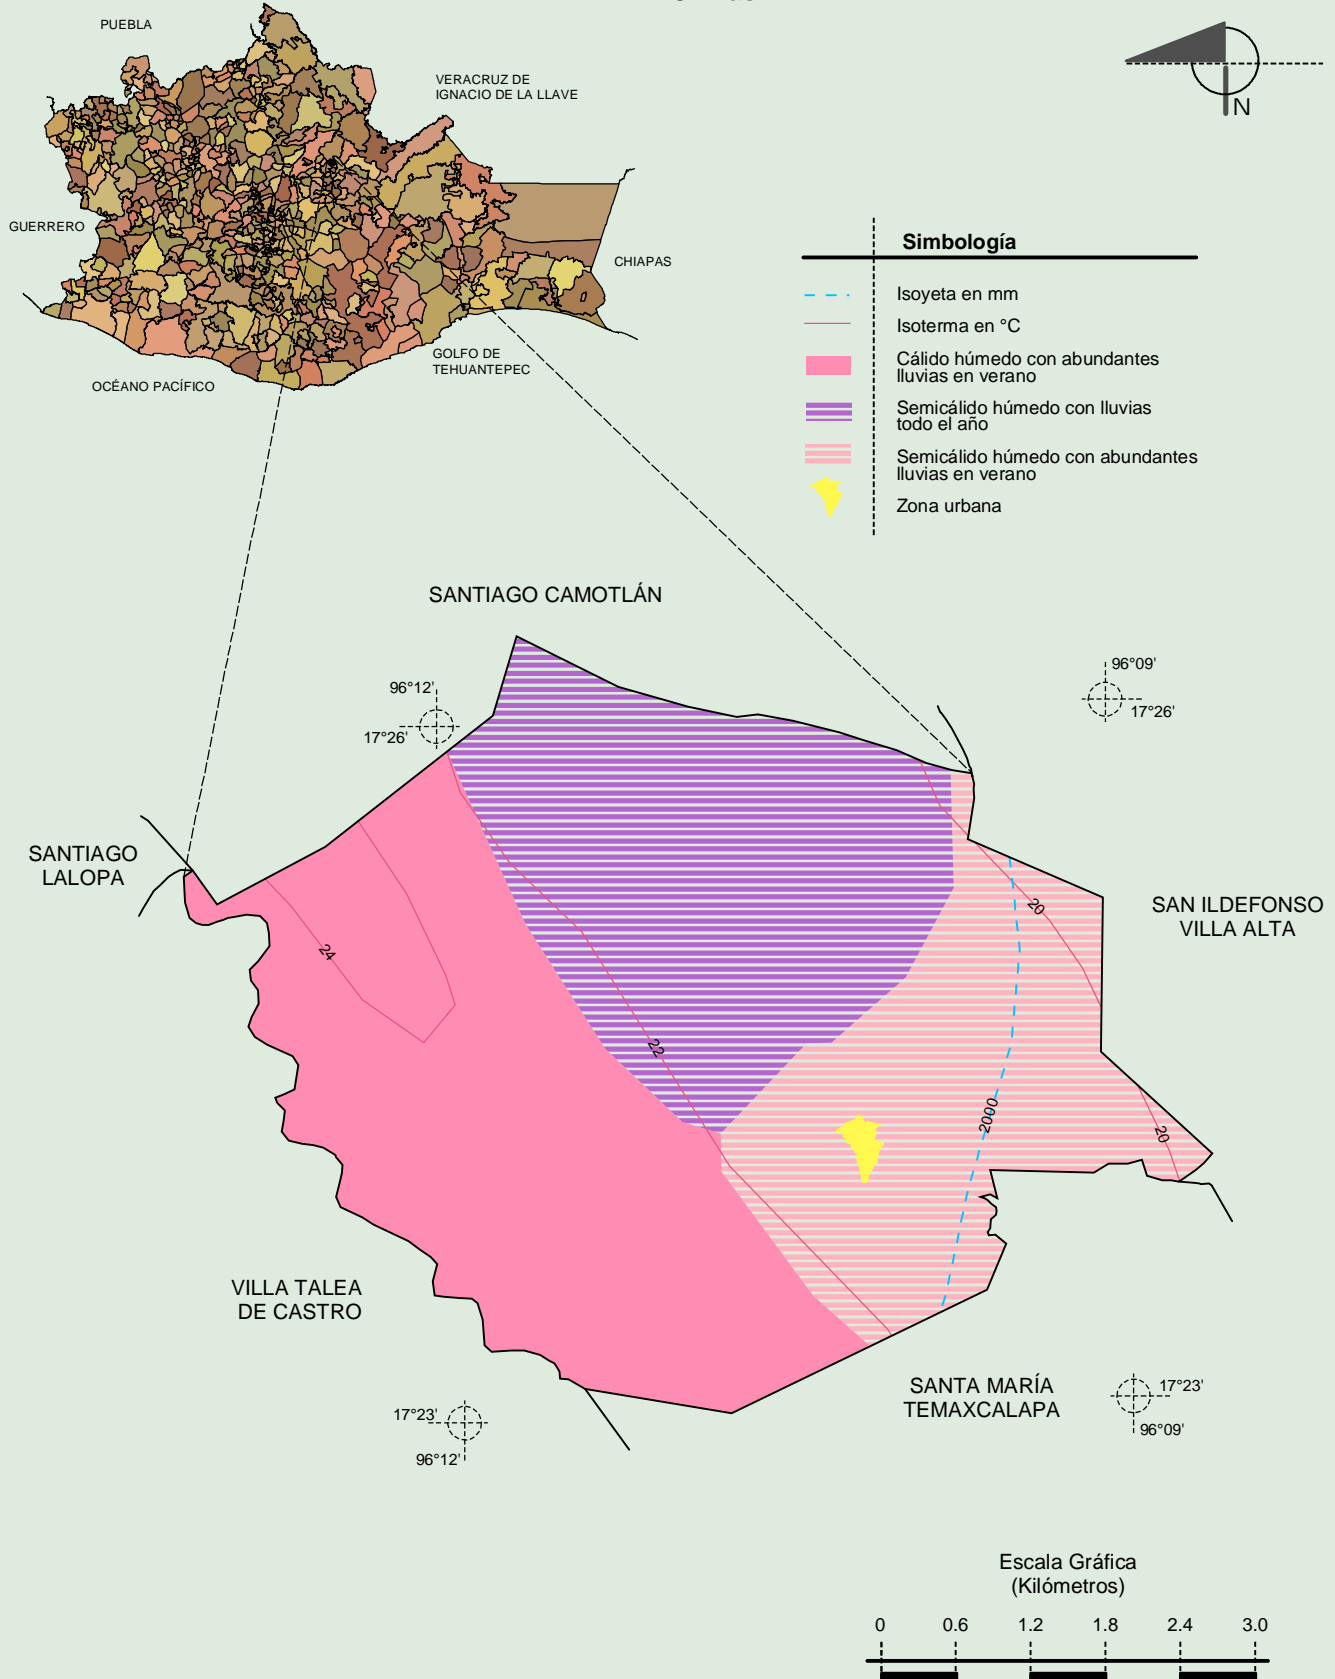 PUEBLA
VERACRUZ DE
IGNACIO DE LA LLAVE
N
GUERRERO
CHIAPAS
GOLFO DE
TEHUANTEPEC
OCÉANO PACÍFICO
Simbología
Isoyeta en mm
Isoterma en °C
Cálido húmedo con abundantes
lluvias en verano
Semicálido húmedo con lluvias
todo el año
Semicálido húmedo con abundantes
lluvias en verano
Zona urbana
SANTIAGO CAMOTLÁN
96°12'
17°26'
96°09'
17°26'
SANTIAGO
LALOPA
SAN ILDEFONSO
VILLA ALTA
20
24
22
2000
20
VILLA TALEA
DE CASTRO
SANTA MARÍA
TEMAXCALAPA
17°23'
96°12'
17°23'
96°09'
Escala Gráfica
(Kilómetros)
0 0.6 1.2 1.8 2.4 3.0